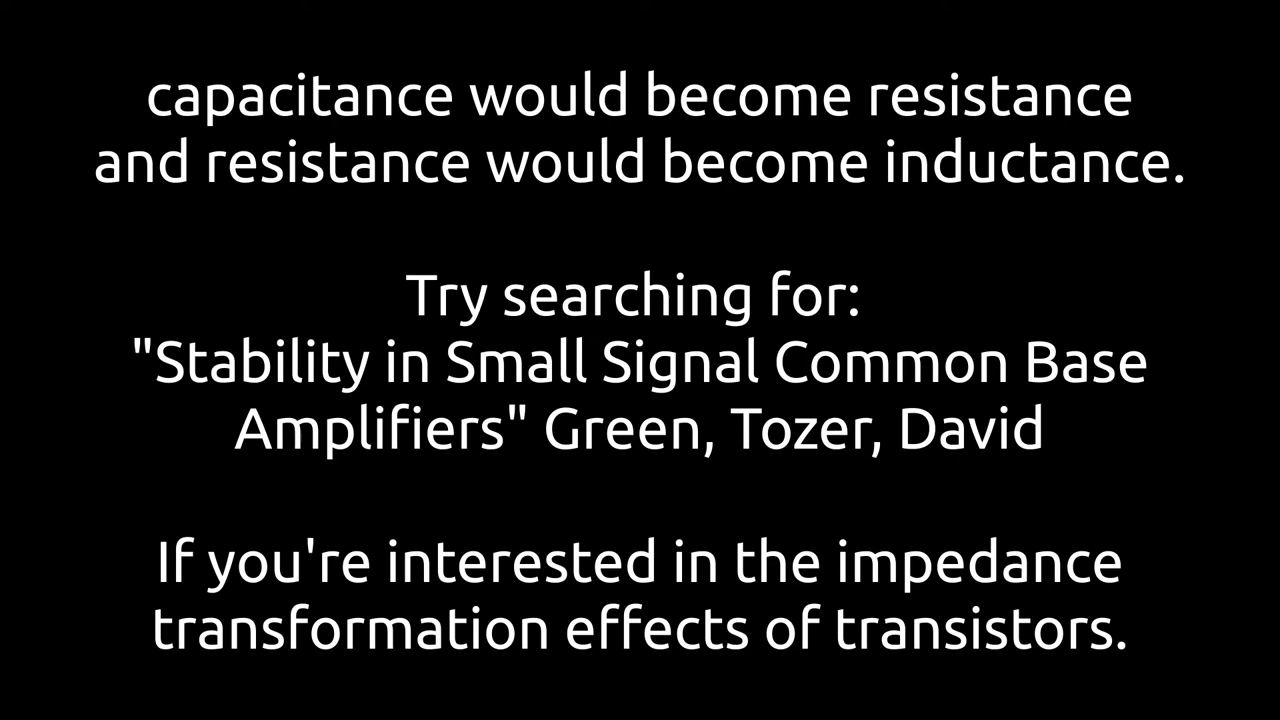 capacitance would become resistance
and resistance would become inductance.
Try searching for:
"Stability in Small Signal Common Base
Amplifiers" Green, Tozer, David
If you're interested in the impedance
transformation effects of transistors.